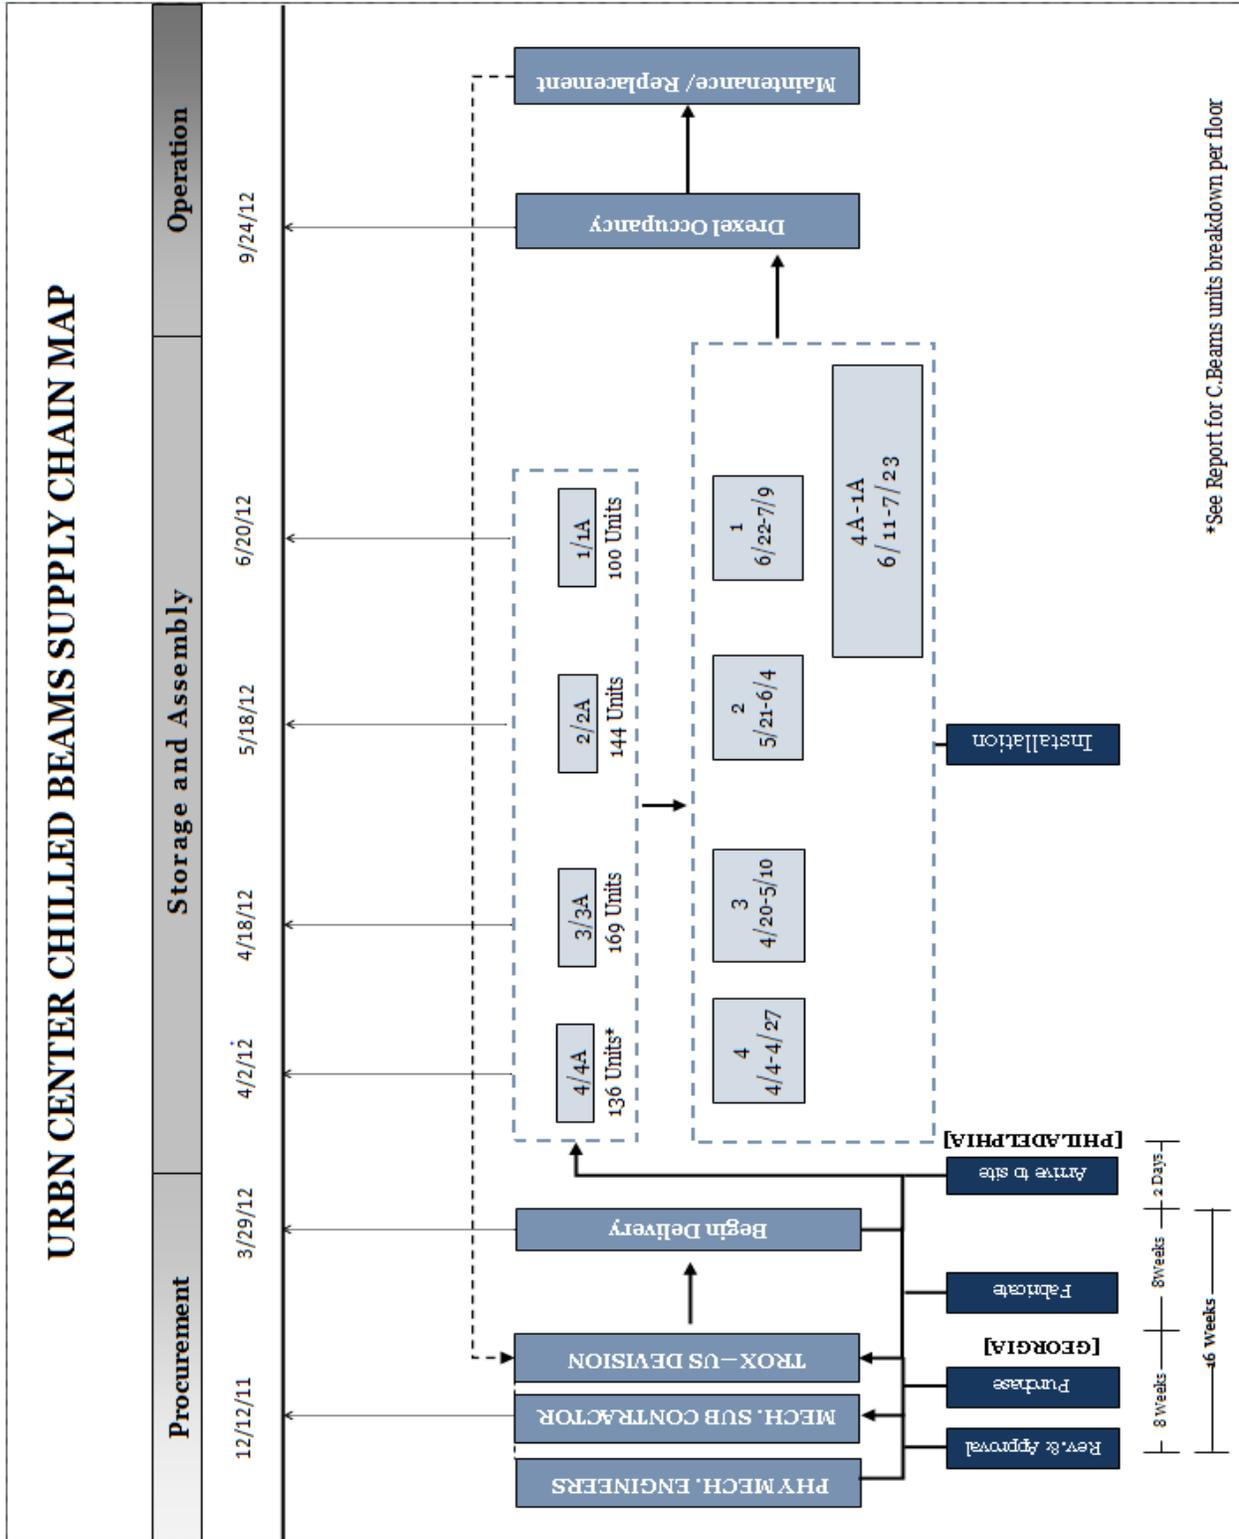 URBN CENTER CHILLED BEAMS SUPPLY CHAIN MAP
Procurement
Storage and Assembly
Operation
12/12/11
3/29/12
4/2/12
4/18/12
5/18/12
6/20/12
9/24/12
PHY MECH. ENGINEERS
MECH. SUB CONTRACTOR
TROX—US DEVISION
Begin Delivery
4/4A
136 Units*
3/3A
169 Units
2/2A
144 Units
1/1A
100 Units
4
4/4-4/27
3
4/20-5/10
2
5/21-6/4
1
6/22-7/9
4A-1A
6/11-7/23
Drexel Occupancy
Maintenance/ Replacement
Rev. & Approval
Purchase
[GEORGIA]
Fabricate
Arrive to site
[PHILADELPHIA]
Installation
8 Weeks
8Weeks
2 Days
16 Weeks
*See Report for C.Beams units breakdown per floor